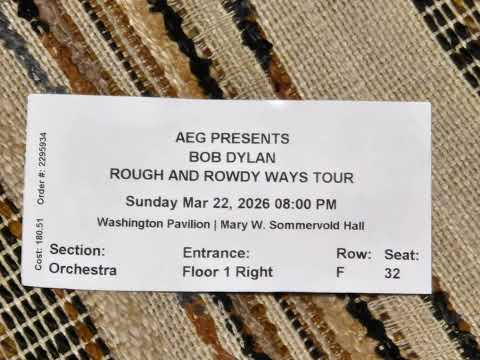 AEG PRESENTS
BOB DYLAN
ROUGH AND ROWDY WAYS TOUR
Sunday Mar 22, 2026 08:00 PM
Washington Pavilion | Mary W. Sommervold Hall
Section: Entrance: Row: Seat:
Orchestra Floor 1 Right F 32
Cost: 180.51 Order #: 2295934